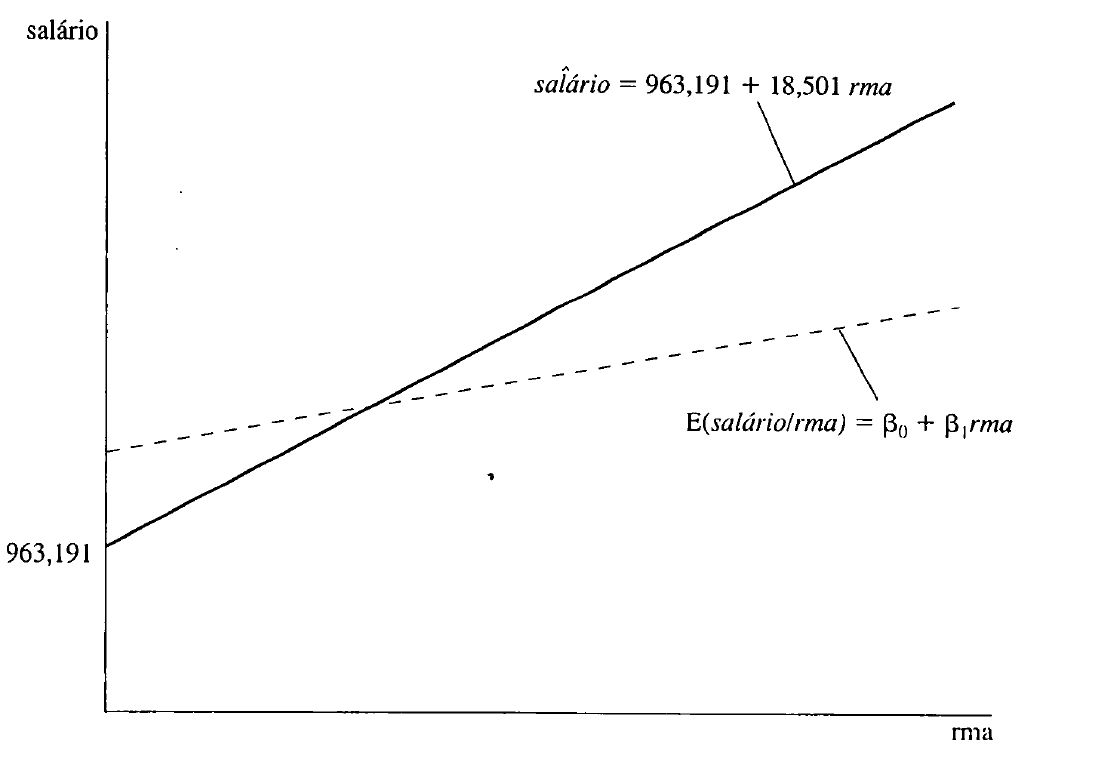 salário
salârio = 963,191 + 18,501 rma
E(salário/rma) = β₀ + β₁rma
963,191
rma